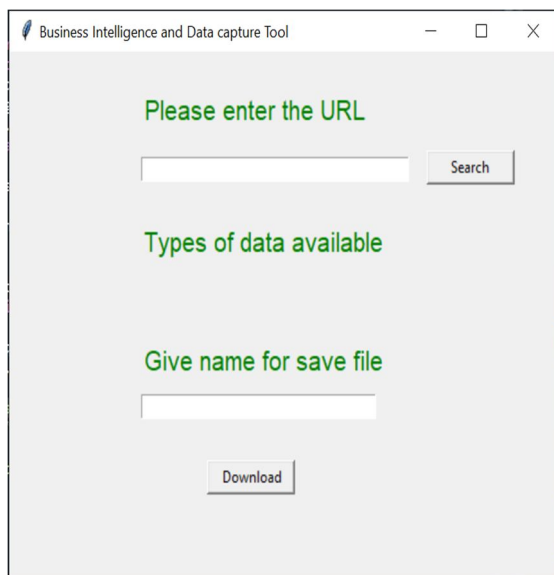 Business Intelligence and Data capture Tool
Please enter the URL
Search
Types of data available
Give name for save file
Download